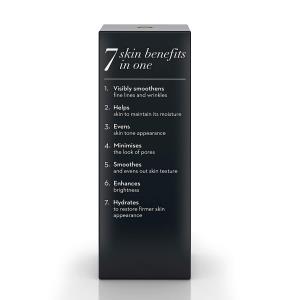 7 skin benefits
in one
1. Visibly smoothens
fine lines and wrinkles
2. Helps
skin to maintain its moisture
3. Evens
skin tone appearance
4. Minimises
the look of pores
5. Smoothes
and evens out skin texture
6. Enhances
brightness
7. Hydrates
to restore firmer skin
appearance